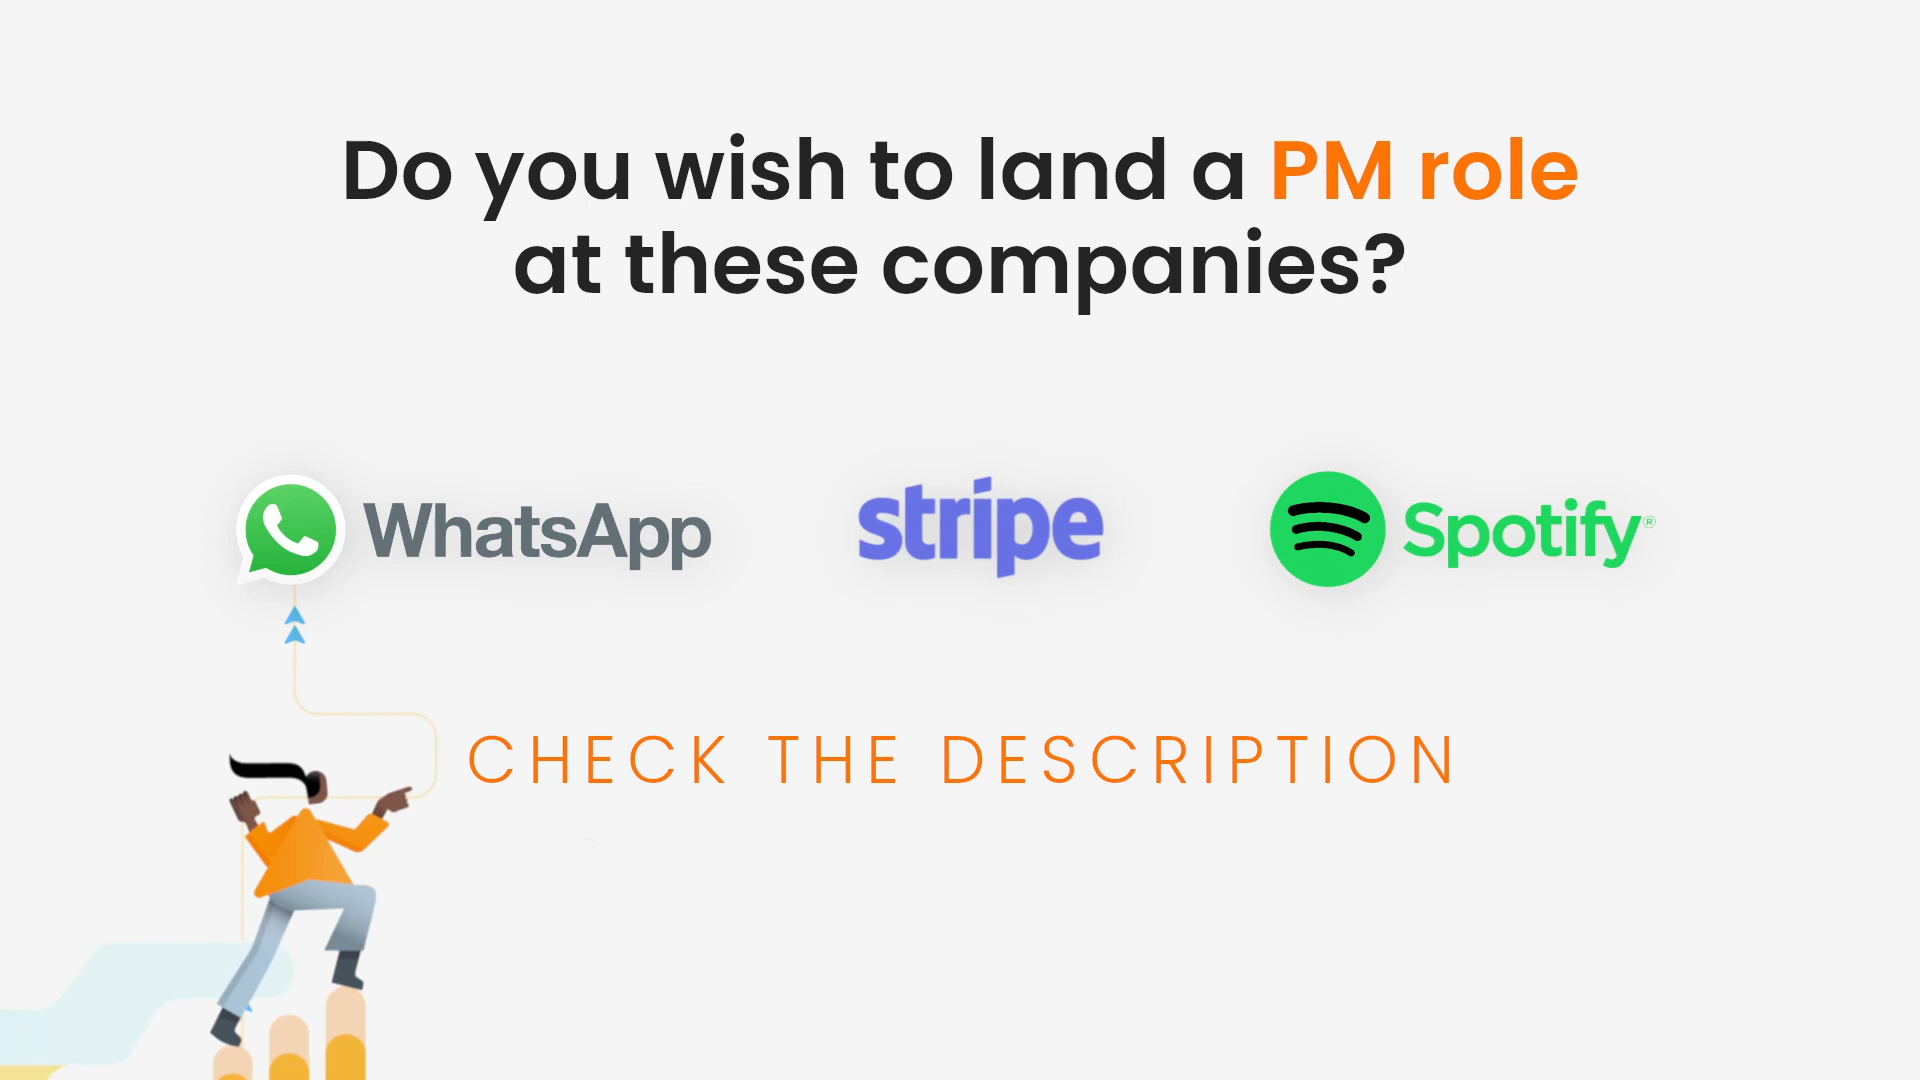 Do you wish to land a PM role
at these companies?
WhatsApp
stripe
Spotify®
CHECK THE DESCRIPTION